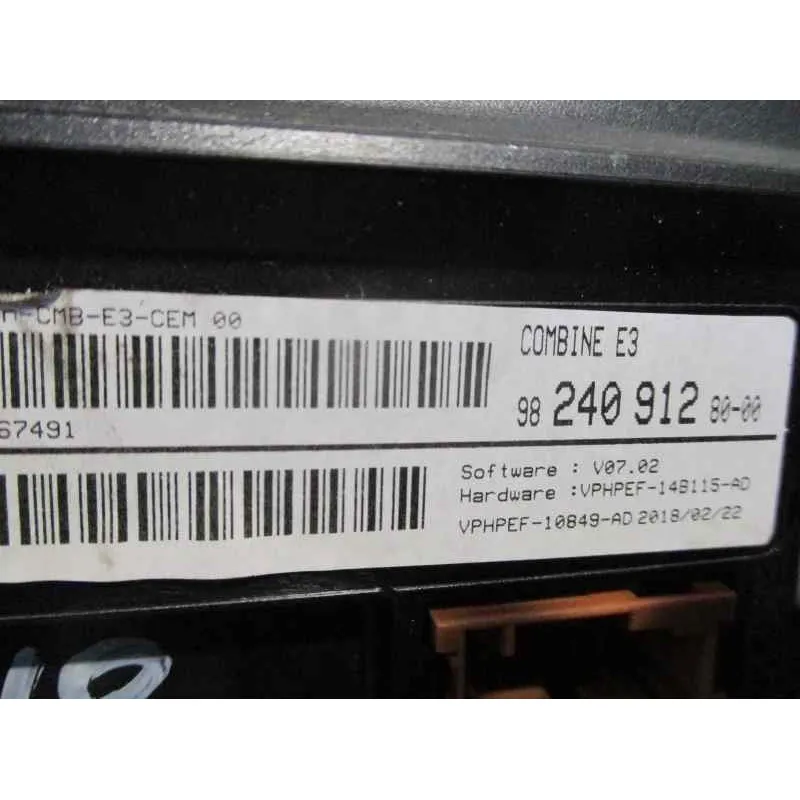 CMB-E3-CEM 00
COMBINE E3
98 240 912 80-00
67491
Software : V07.02
Hardware :VPHPEF-14B115-AD
VPHPEF-10849-AD 2018/02/22